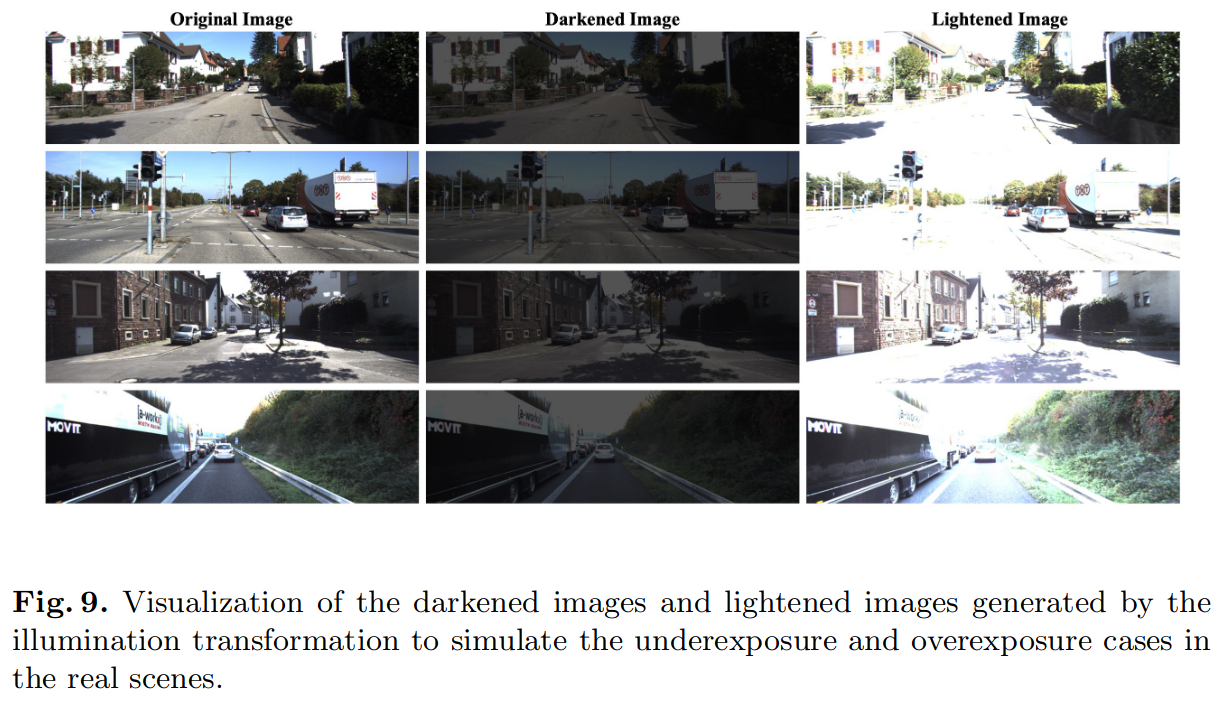 Original Image Darkened Image Lightened Image
MOVIT
MOVIT
MOVIT
Fig. 9. Visualization of the darkened images and lightened images generated by the
illumination transformation to simulate the underexposure and overexposure cases in
the real scenes.